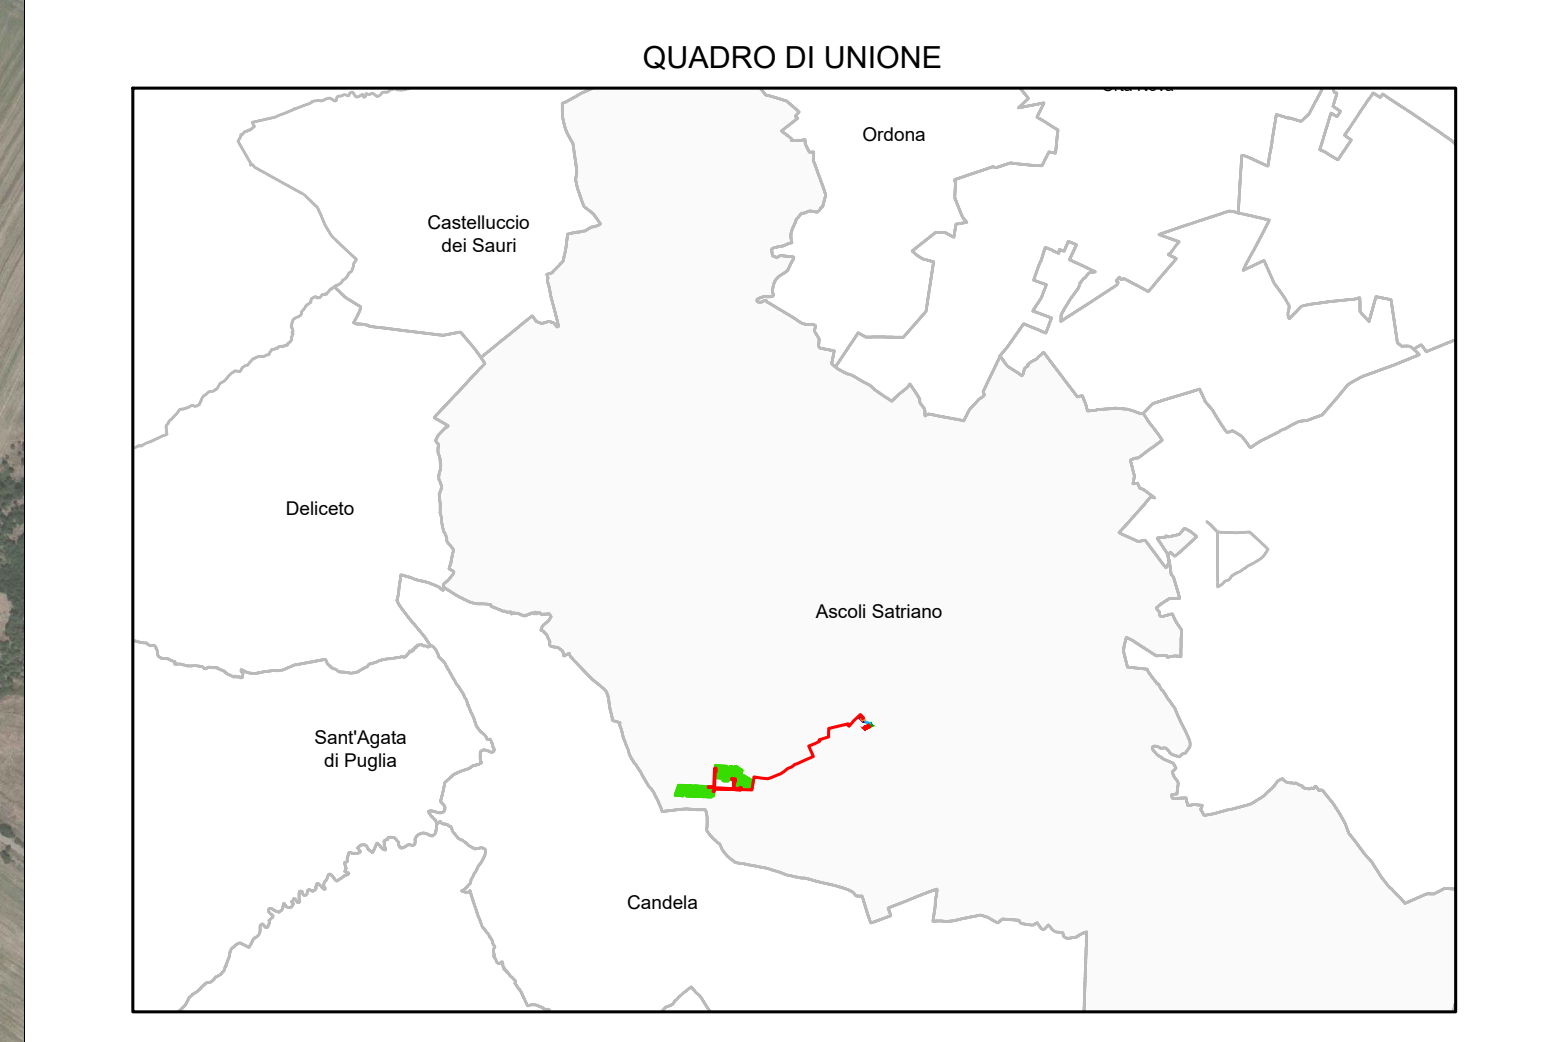 QUADRO DI UNIONE
Ordona
Castelluccio
dei Sauri
Deliceto
Ascoli Satriano
Sant'Agata
di Puglia
Candela